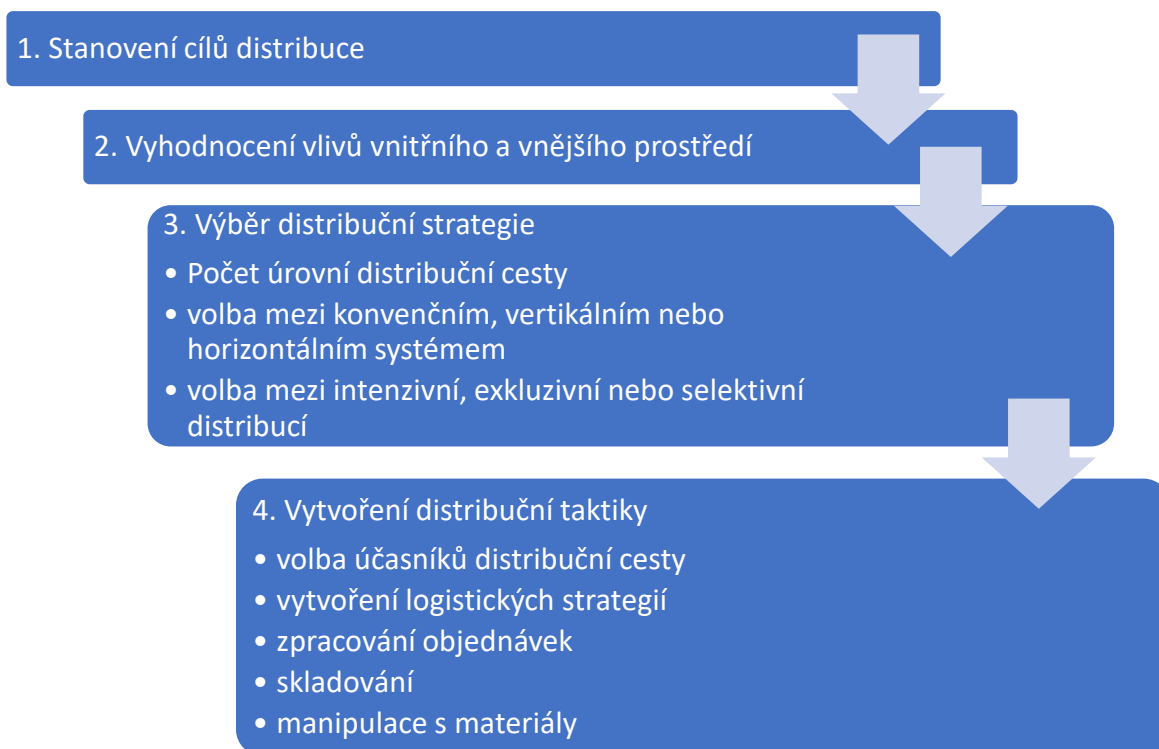 1. Stanovení cílů distribuce
2. Vyhodnocení vlivů vnitřního a vnějšího prostředí
3. Výběr distribuční strategie
• Počet úrovní distribuční cesty
• volba mezi konvenčním, vertikálním nebo
horizontálním systémem
• volba mezi intenzivní, exkluzivní nebo selektivní
distribucí
4. Vytvoření distribuční taktiky
• volba účasníků distribuční cesty
• vytvoření logistických strategií
• zpracování objednávek
• skladování
• manipulace s materiály